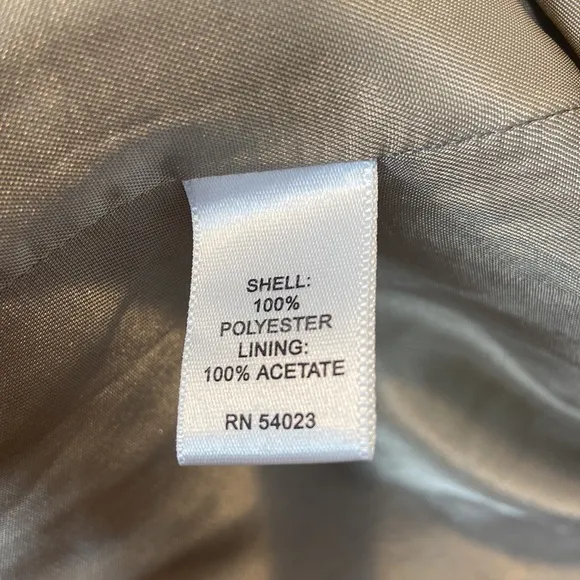 SHELL:
100%
POLYESTER
LINING:
100% ACETATE
RN 54023